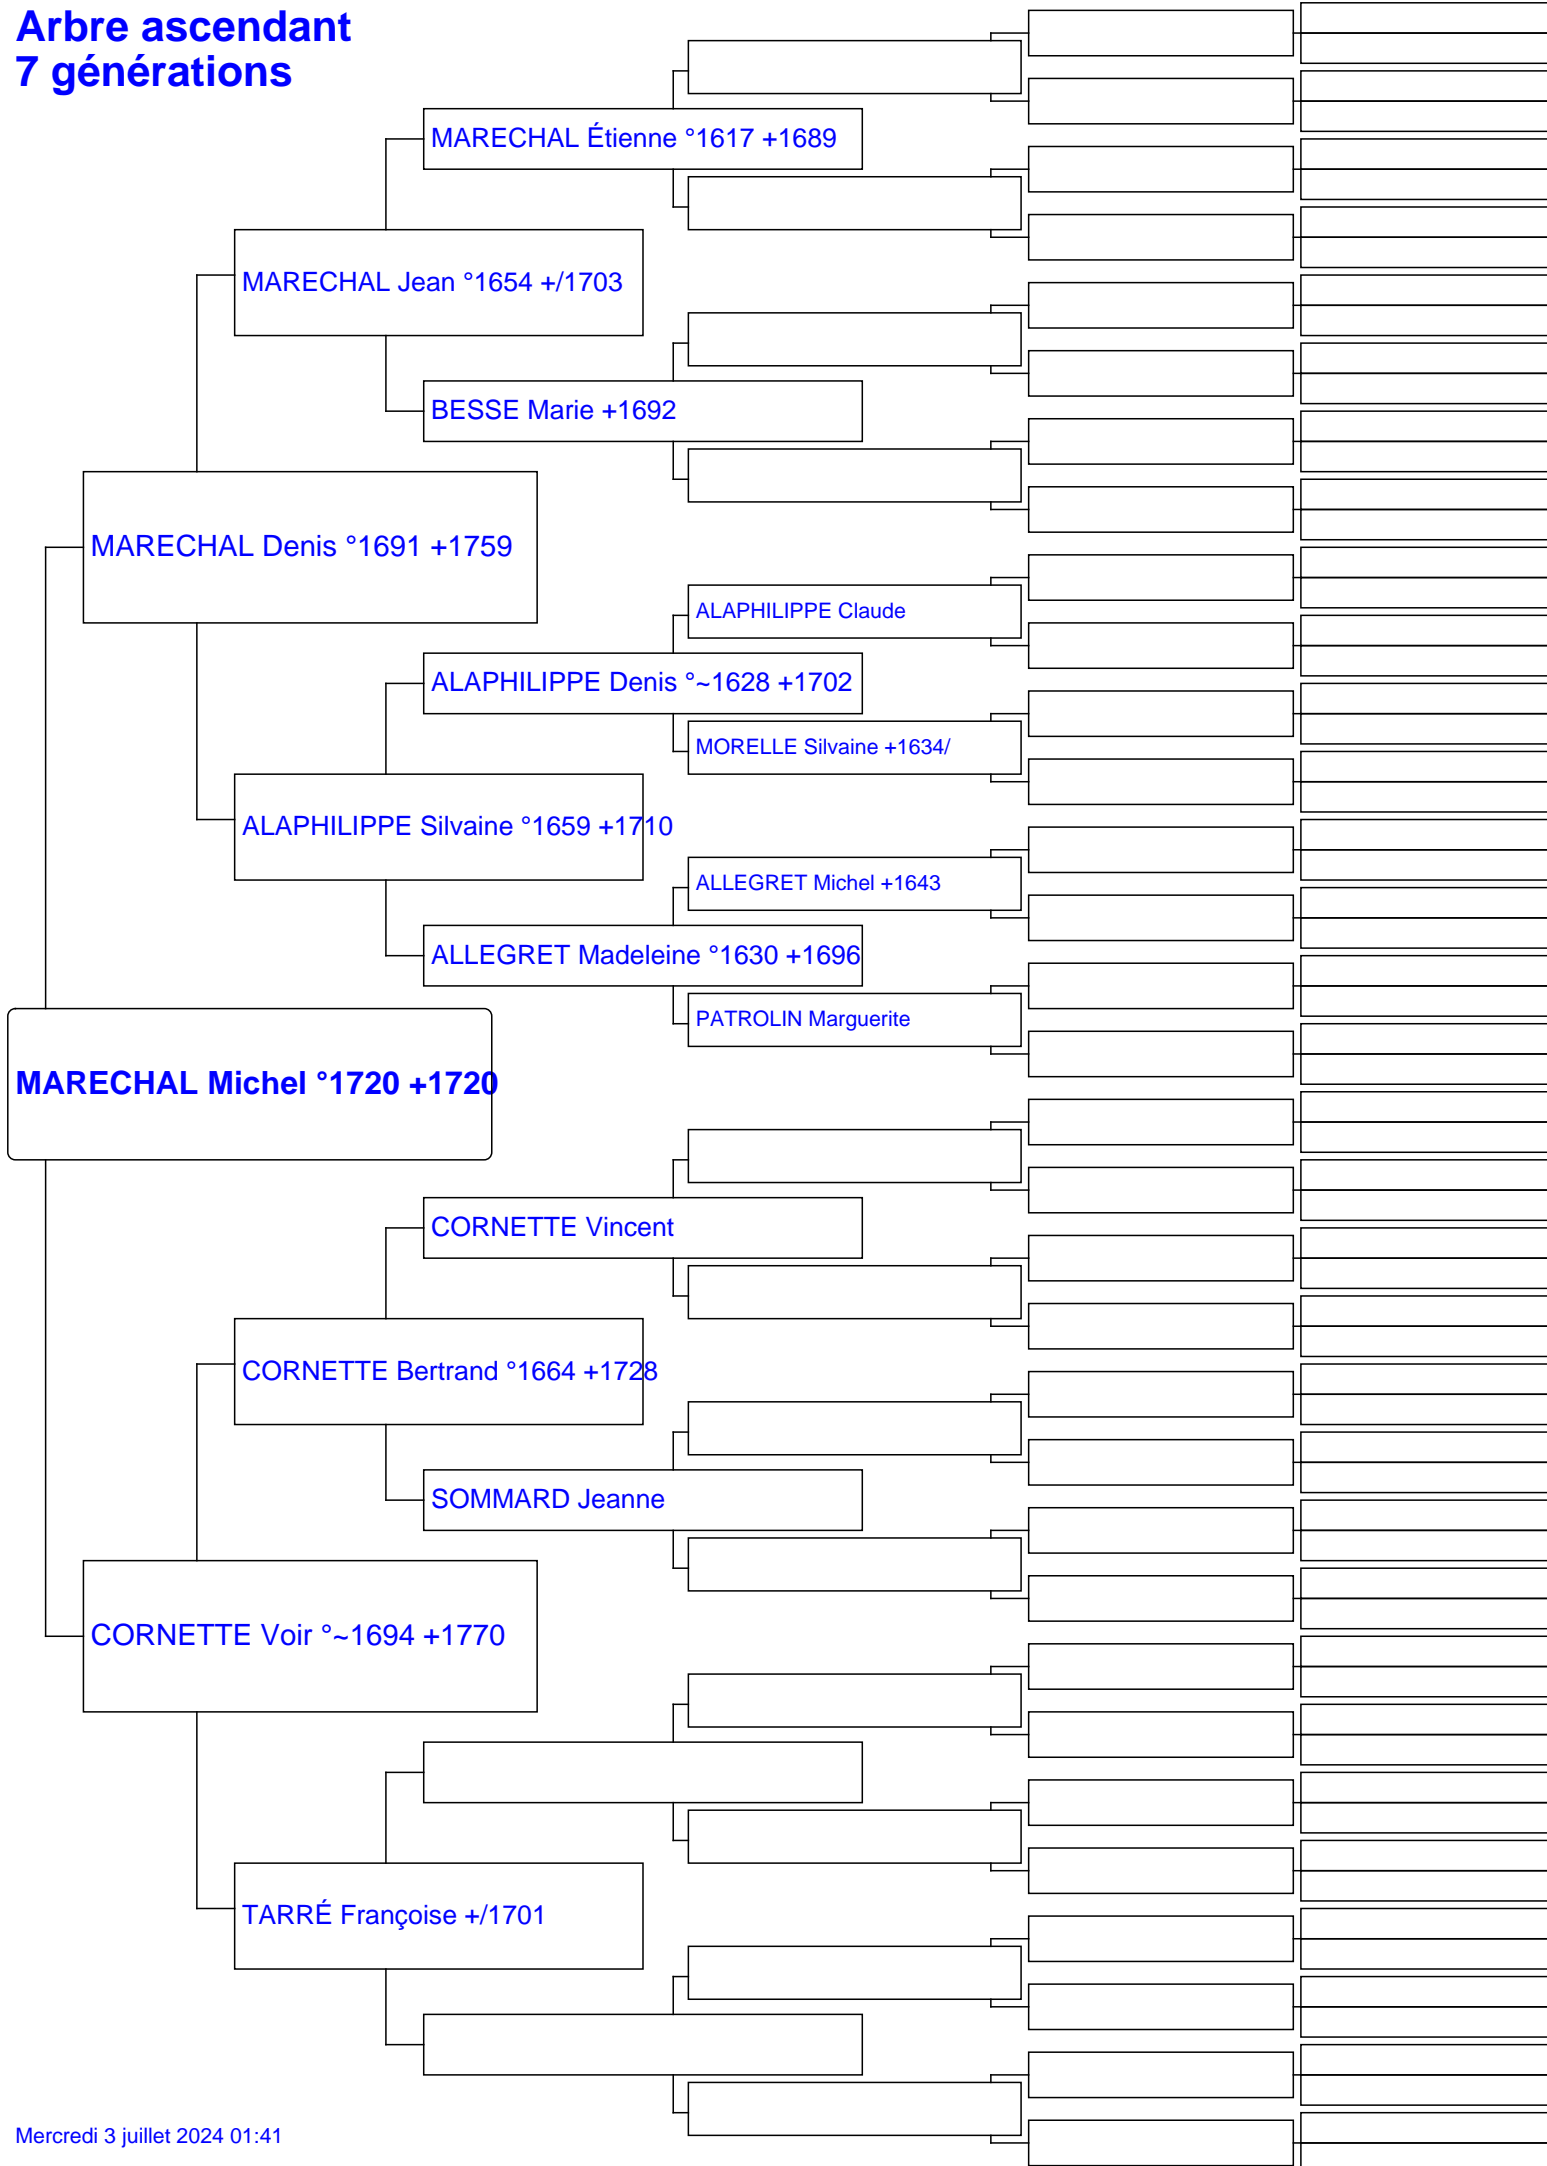 Arbre ascendant
7 générations
MARECHAL Étienne °1617 +1689
MARECHAL Jean °1654 +/1703
BESSE Marie +1692
MARECHAL Denis °1691 +1759
ALAPHILIPPE Claude
ALAPHILIPPE Denis °~1628 +1702
MORELLE Silvaine +1634/
ALAPHILIPPE Silvaine °1659 +1710
ALLEGRET Michel +1643
ALLEGRET Madeleine °1630 +1696
PATROLIN Marguerite
MARECHAL Michel °1720 +1720
CORNETTE Vincent
CORNETTE Bertrand °1664 +1728
SOMMARD Jeanne
CORNETTE Voir °~1694 +1770
TARRÉ Françoise +/1701
Mercredi 3 juillet 2024 01:41